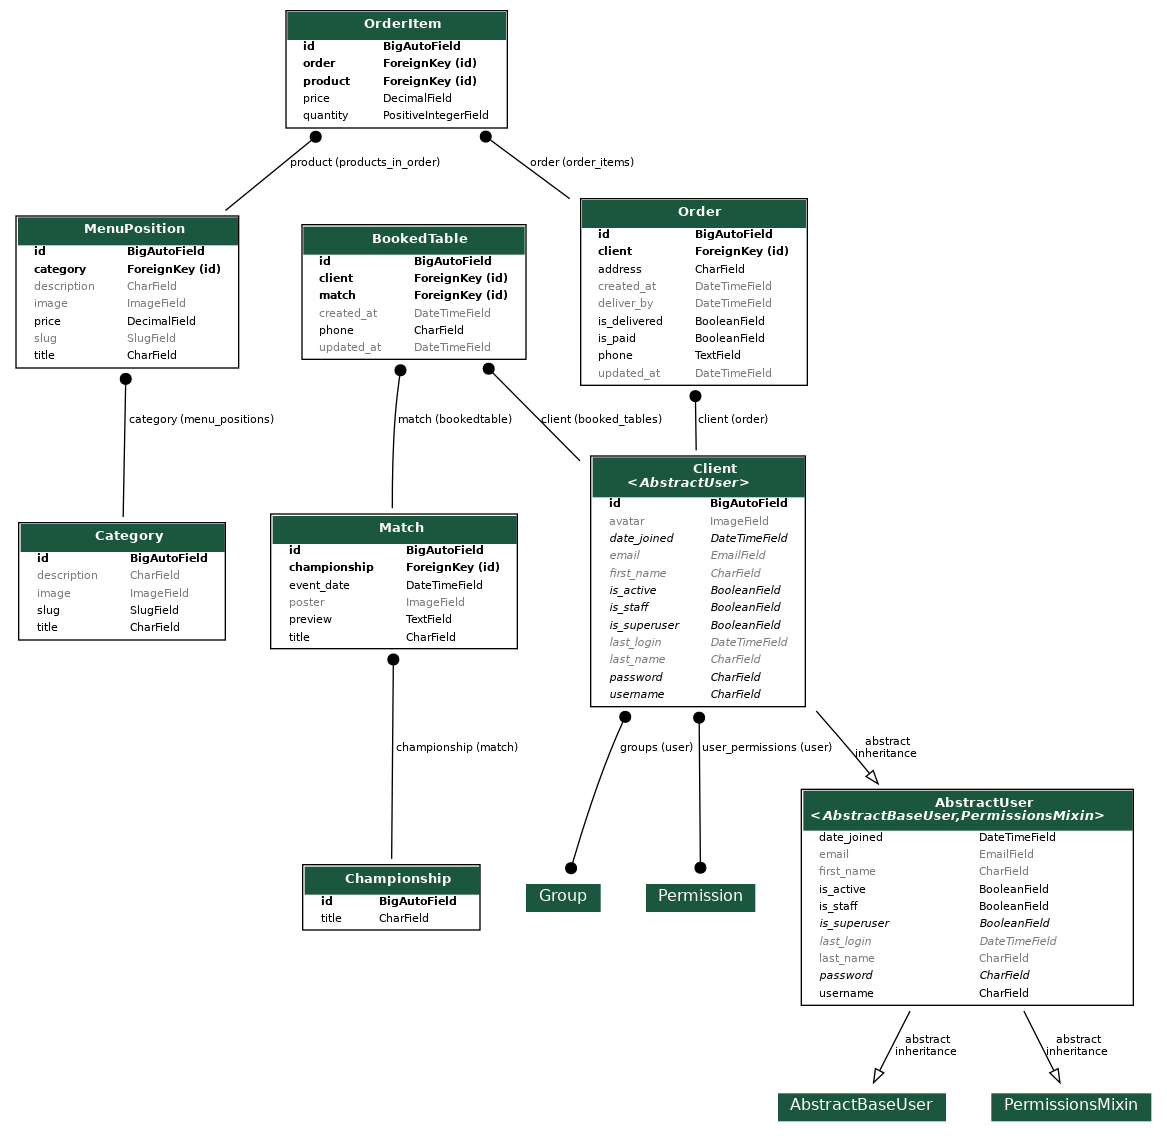 OrderItem
id BigAutoField
order ForeignKey (id)
product ForeignKey (id)
price DecimalField
quantity PositiveIntegerField
product (products_in_order)
order (order_items)
MenuPosition
id BigAutoField
category ForeignKey (id)
description CharField
image ImageField
price DecimalField
slug SlugField
title CharField
BookedTable
id BigAutoField
client ForeignKey (id)
match ForeignKey (id)
created_at DateTimeField
phone CharField
updated_at DateTimeField
Order
id BigAutoField
client ForeignKey (id)
address CharField
created_at DateTimeField
deliver_by DateTimeField
is_delivered BooleanField
is_paid BooleanField
phone TextField
updated_at DateTimeField
category (menu_positions)
match (bookedtable)
client (booked_tables)
client (order)
Category
id BigAutoField
description CharField
image ImageField
slug SlugField
title CharField
Match
id BigAutoField
championship ForeignKey (id)
event_date DateTimeField
poster ImageField
preview TextField
title CharField
Client
<AbstractUser>
id BigAutoField
avatar ImageField
date_joined DateTimeField
email EmailField
first_name CharField
is_active BooleanField
is_staff BooleanField
is_superuser BooleanField
last_login DateTimeField
last_name CharField
password CharField
username CharField
championship (match)
groups (user)
user_permissions (user)
abstract
inheritance
Championship
id BigAutoField
title CharField
Group
Permission
AbstractUser
<AbstractBaseUser,PermissionsMixin>
date_joined DateTimeField
email EmailField
first_name CharField
is_active BooleanField
is_staff BooleanField
is_superuser BooleanField
last_login DateTimeField
last_name CharField
password CharField
username CharField
abstract
inheritance
abstract
inheritance
AbstractBaseUser
PermissionsMixin